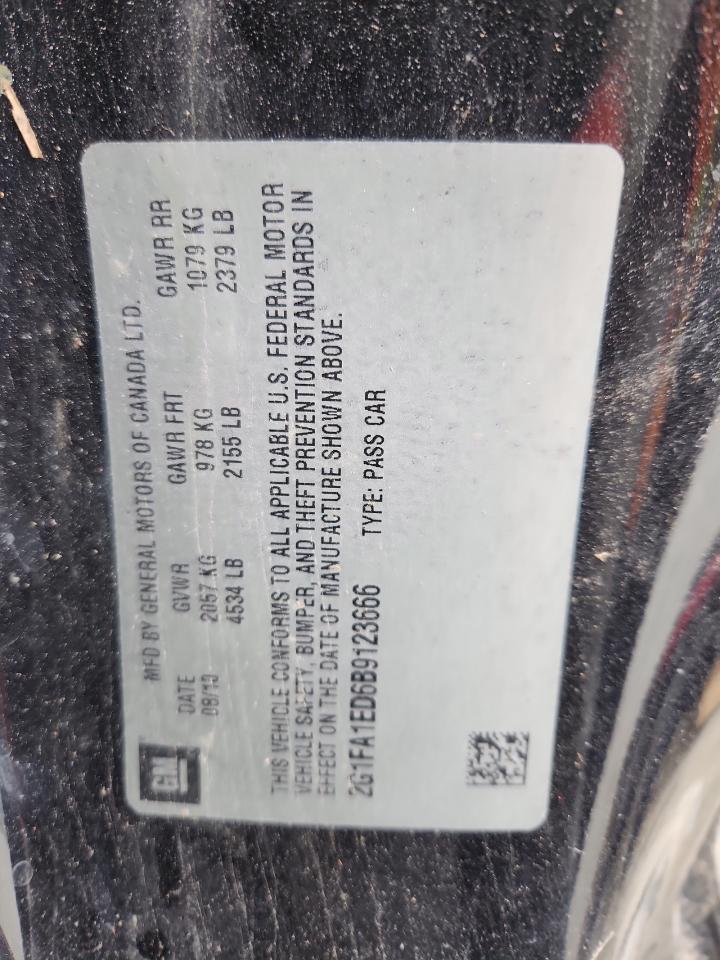 GM
MFD BY GENERAL MOTORS OF CANADA LTD.
DATE GVWR GAWR FRT GAWR RR
08/10 2057 KG 978 KG 1079 KG
4534 LB 2155 LB 2379 LB
THIS VEHICLE CONFORMS TO ALL APPLICABLE U.S. FEDERAL MOTOR
VEHICLE SAFETY, BUMPER, AND THEFT PREVENTION STANDARDS IN
EFFECT ON THE DATE OF MANUFACTURE SHOWN ABOVE.
2G1FA1ED6B9123666 TYPE: PASS CAR